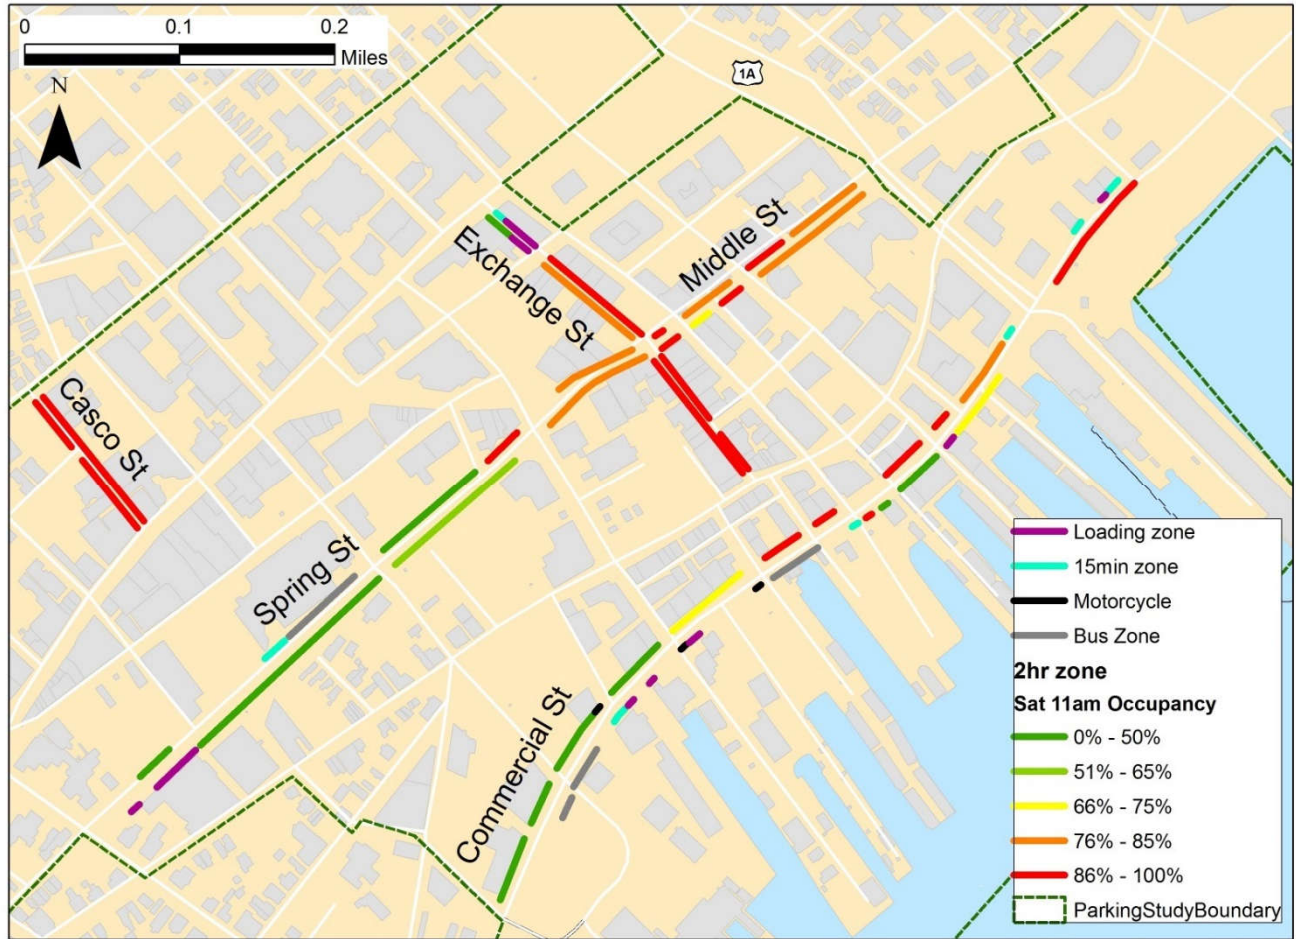 0 0.1 0.2
Miles
N
1A
Middle St
Exchange St
Casco St
Spring St
Commercial St
Loading zone
15min zone
Motorcycle
Bus Zone
2hr zone
Sat 11am Occupancy
0% - 50%
51% - 65%
66% - 75%
76% - 85%
86% - 100%
ParkingStudyBoundary